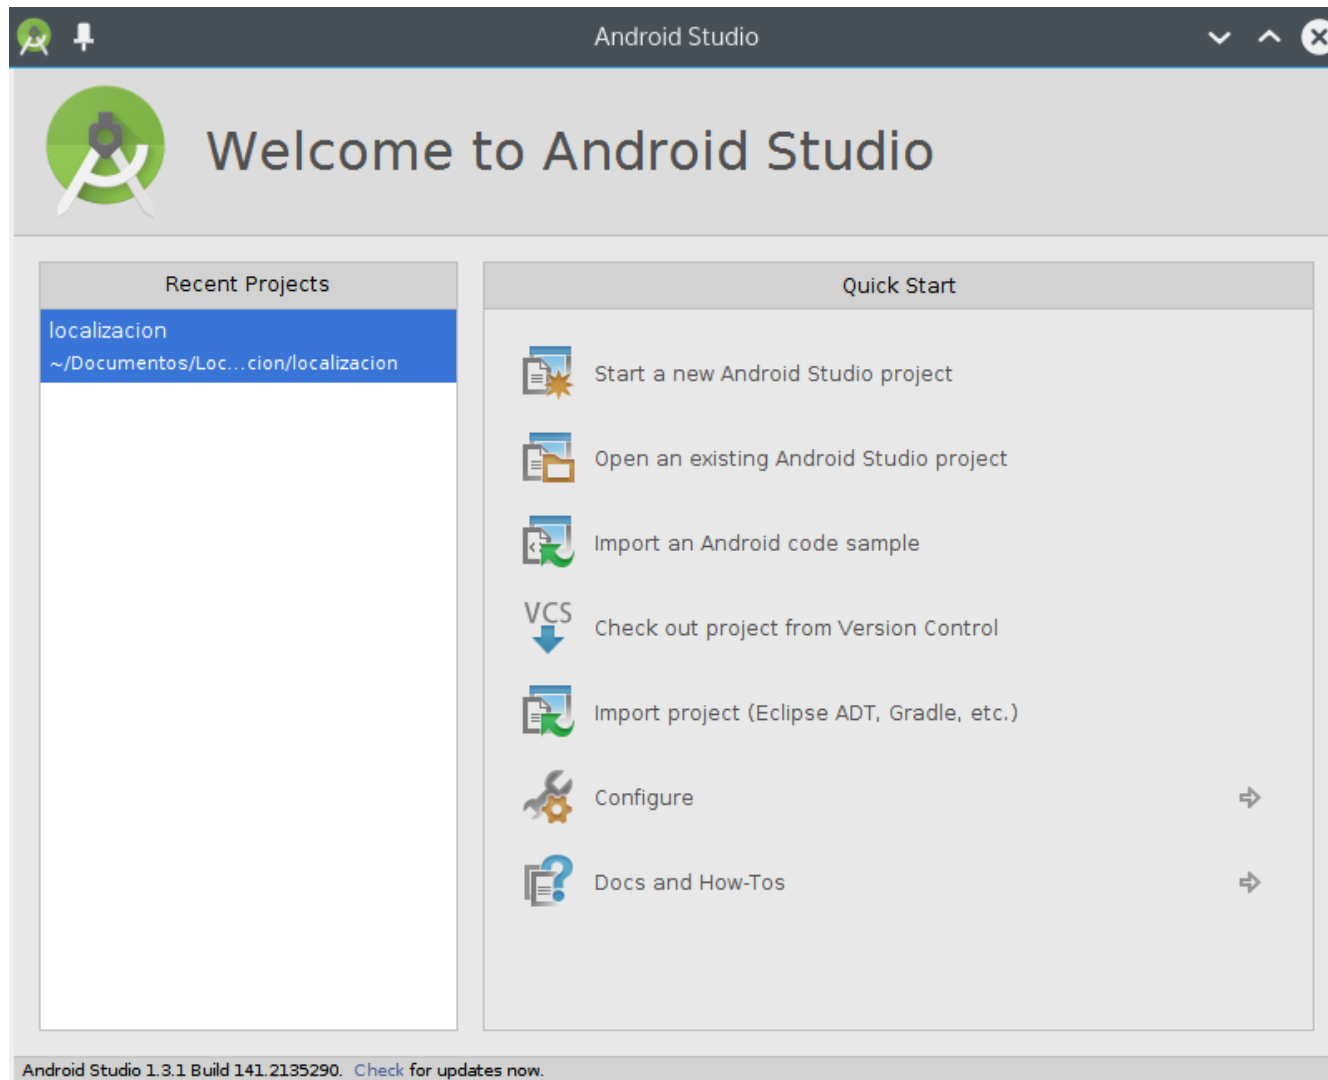 Android Studio
Welcome to Android Studio
Recent Projects
localizacion
~/Documentos/Loc...cion/localizacion
Quick Start
Start a new Android Studio project
Open an existing Android Studio project
Import an Android code sample
VCS
Check out project from Version Control
Import project (Eclipse ADT, Gradle, etc.)
Configure
Docs and How-Tos
Android Studio 1.3.1 Build 141.2135290. Check for updates now.